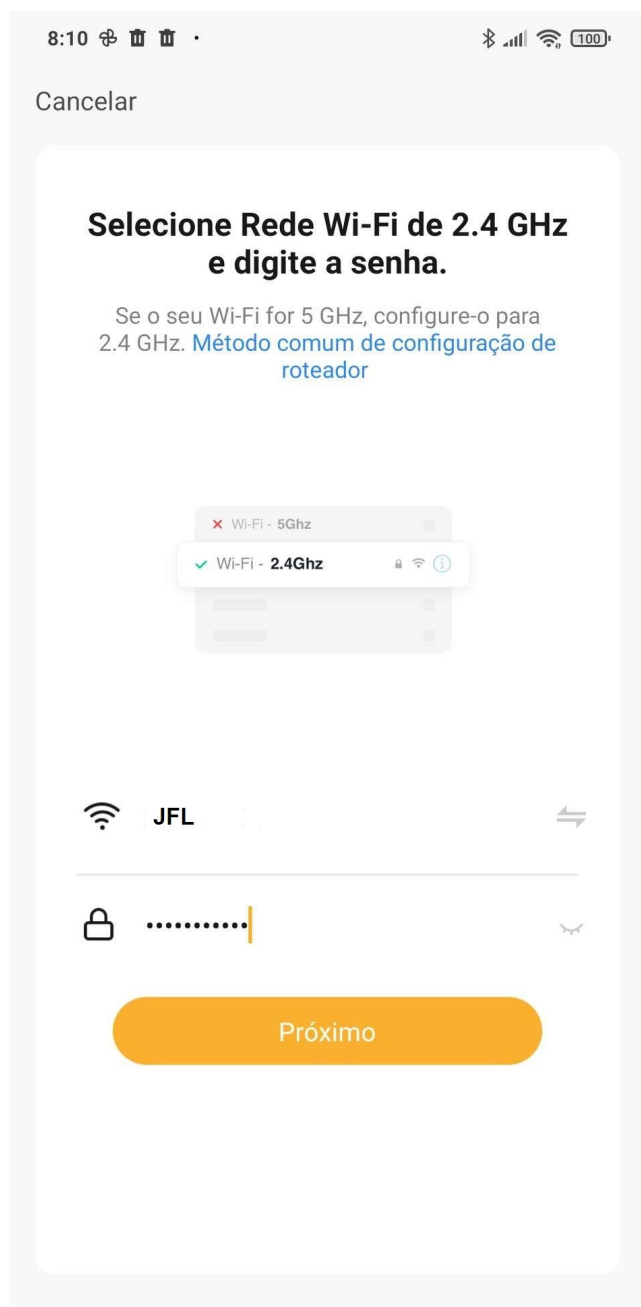 8:10
100
Cancelar
Selecione Rede Wi-Fi de 2.4 GHz
e digite a senha.
Se o seu Wi-Fi for 5 GHz, configure-o para
2.4 GHz. Método comum de configuração de
roteador
Wi-Fi - 5Ghz
Wi-Fi - 2.4Ghz
JFL
•••••••••••
Próximo